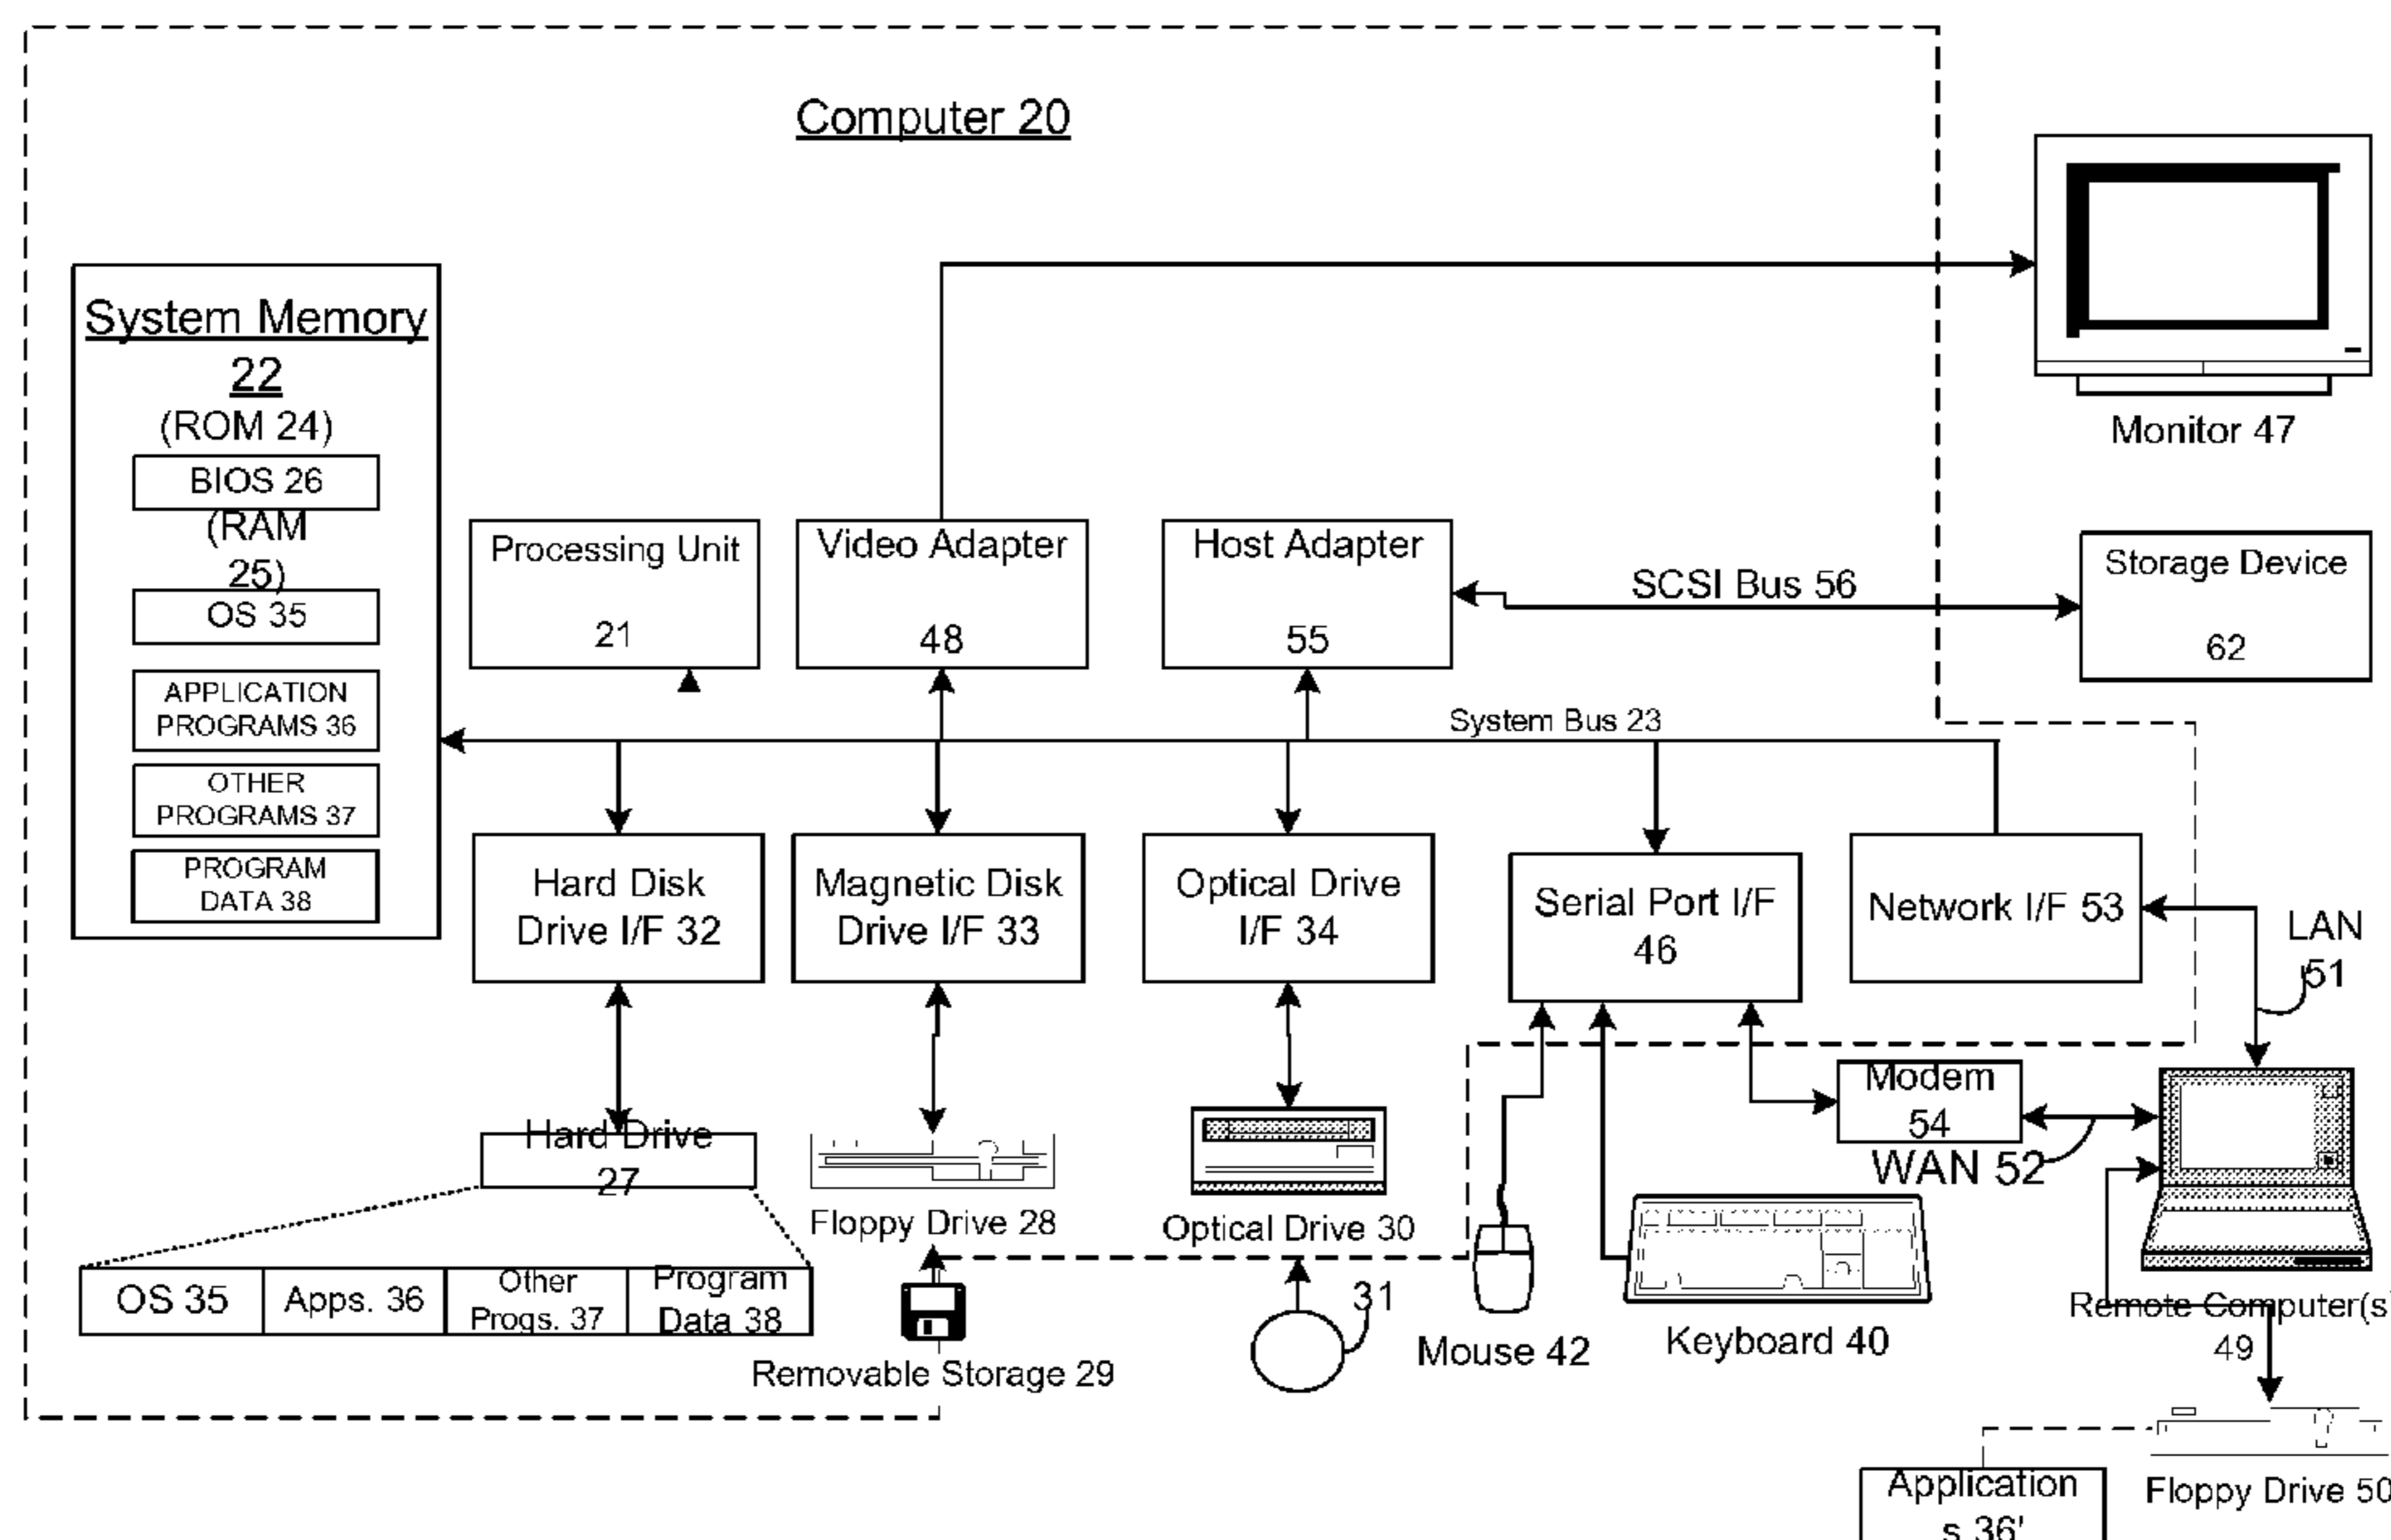 Computer 20
Monitor 47
System Memory
22
(ROM 24)
BIOS 26
(RAM
25)
OS 35
APPLICATION
PROGRAMS 36
OTHER
PROGRAMS 37
PROGRAM
DATA 38
Processing Unit
21
Video Adapter
48
Host Adapter
55
SCSI Bus 56
Storage Device
62
System Bus 23
Hard Disk
Drive I/F 32
Magnetic Disk
Drive I/F 33
Optical Drive
I/F 34
Serial Port I/F
46
Network I/F 53
LAN
51
Modem
54
WAN 52
Hard Drive
27
Floppy Drive 28
Optical Drive 30
OS 35
Apps. 36
Other
Progs. 37
Program
Data 38
Removable Storage 29
31
Mouse 42
Keyboard 40
Remote Computer(s)
49
Floppy Drive 50
Application
s 36'